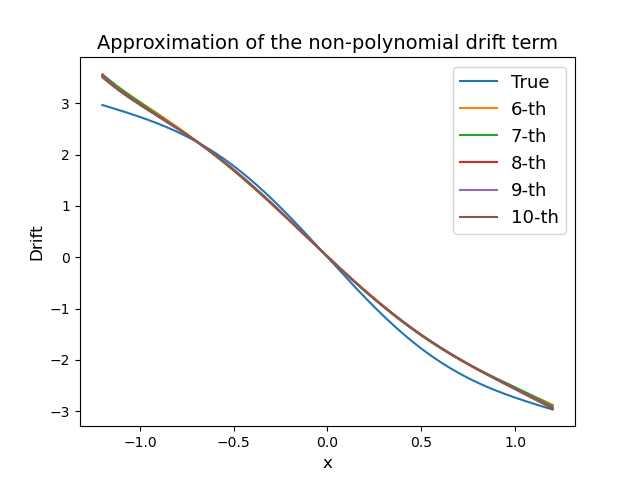 Approximation of the non-polynomial drift term
True
6-th
7-th
8-th
9-th
10-th
3
2
1
0
−1
−2
−3
Drift
−1.0
−0.5
0.0
0.5
1.0
x